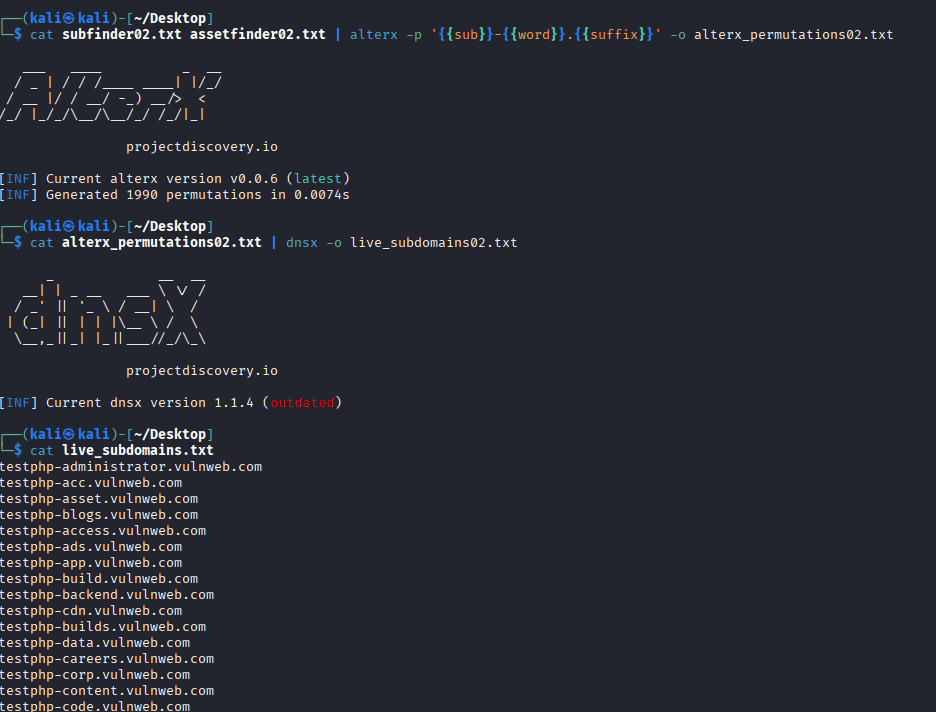 ┌──(kali㉿kali)-[~/Desktop]
└─$ cat subfinder02.txt assetfinder02.txt | alterx -p '{{sub}}-{{word}}.{{suffix}}' -o alterx_permutations02.txt
AlterX
projectdiscovery.io
[INF] Current alterx version v0.0.6 (latest)
[INF] Generated 1990 permutations in 0.0074s
┌──(kali㉿kali)-[~/Desktop]
└─$ cat alterx_permutations02.txt | dnsx -o live_subdomains02.txt
dnsX
projectdiscovery.io
[INF] Current dnsx version 1.1.4 (outdated)
┌──(kali㉿kali)-[~/Desktop]
└─$ cat live_subdomains.txt
testphp-administrator.vulnweb.com
testphp-acc.vulnweb.com
testphp-asset.vulnweb.com
testphp-blogs.vulnweb.com
testphp-access.vulnweb.com
testphp-ads.vulnweb.com
testphp-app.vulnweb.com
testphp-build.vulnweb.com
testphp-backend.vulnweb.com
testphp-cdn.vulnweb.com
testphp-builds.vulnweb.com
testphp-data.vulnweb.com
testphp-careers.vulnweb.com
testphp-corp.vulnweb.com
testphp-content.vulnweb.com
testphp-code.vulnweb.com